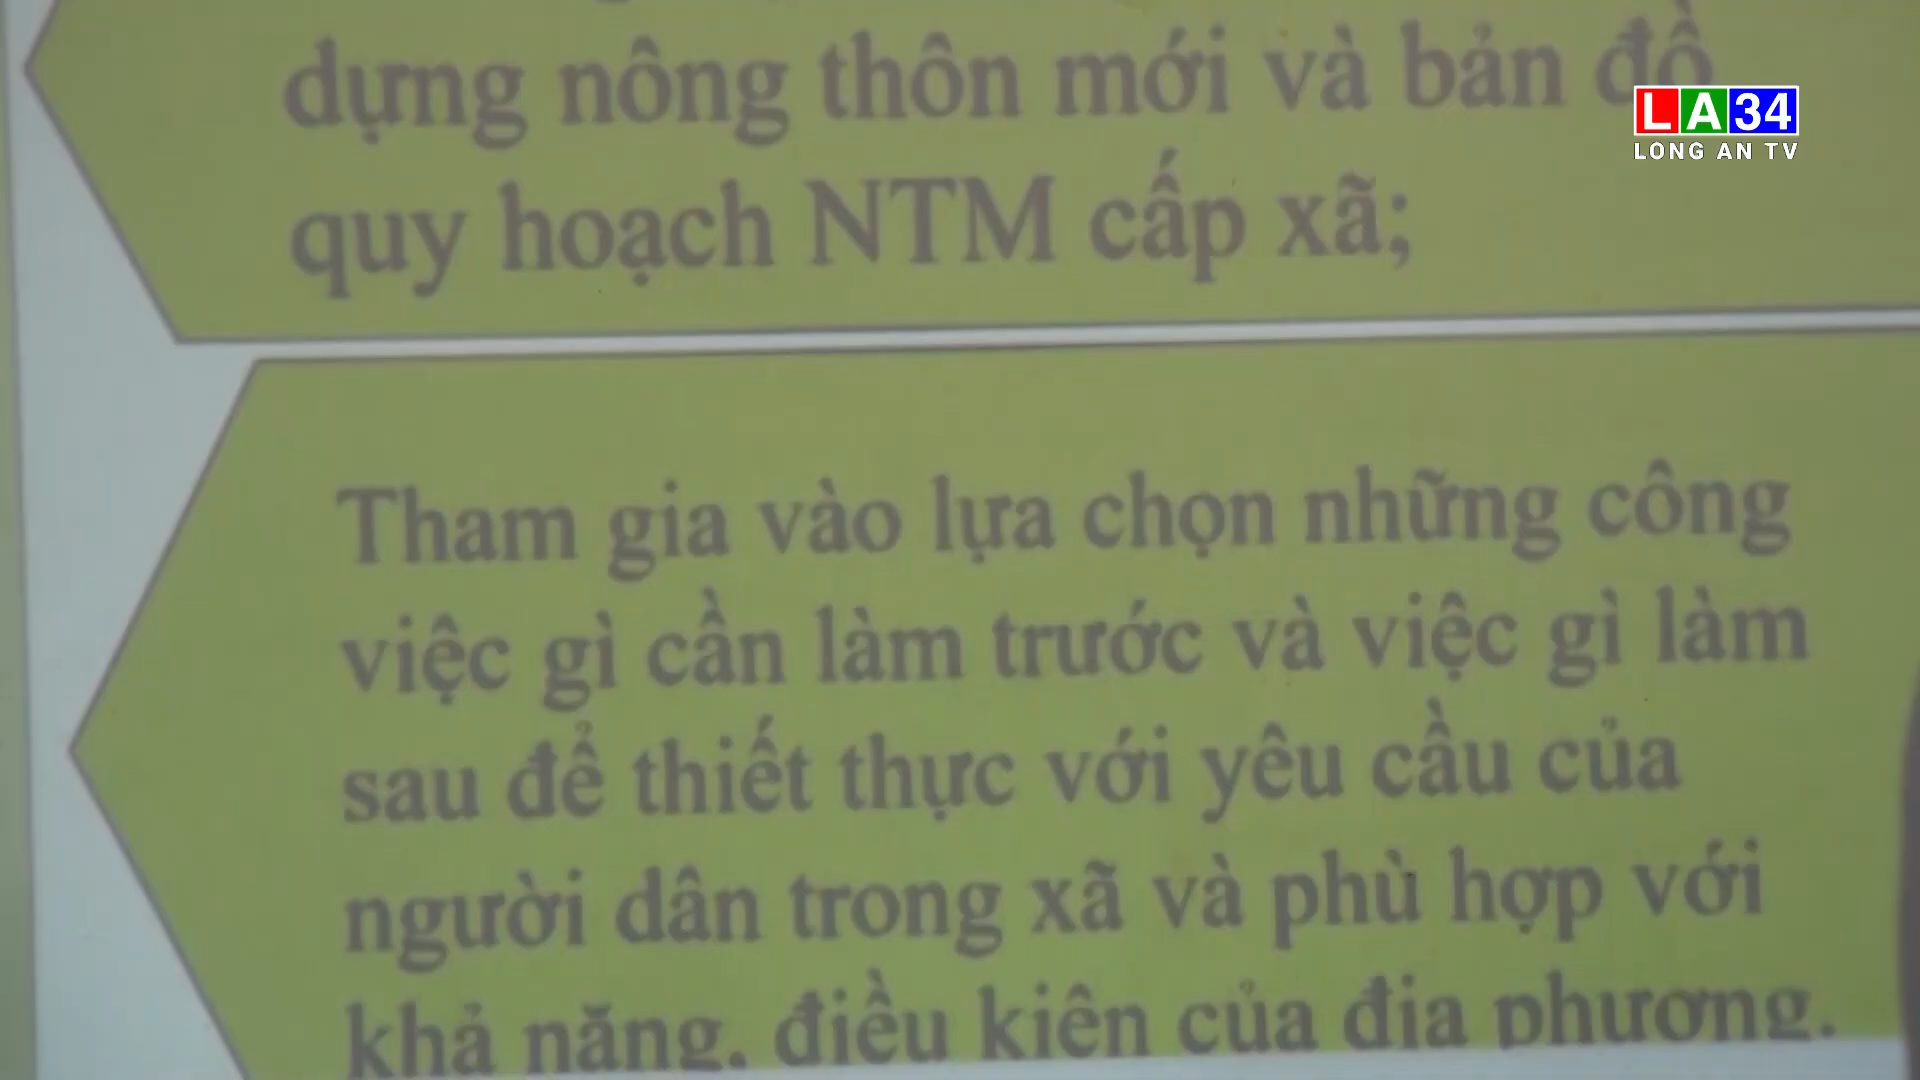 dựng nông thôn mới và bản đồ
LA34
LONG AN TV
quy hoạch NTM cấp xã;
Tham gia vào lựa chọn những công
việc gì cần làm trước và việc gì làm
sau để thiết thực với yêu cầu của
người dân trong xã và phù hợp với
khả năng, điều kiện của địa phương.